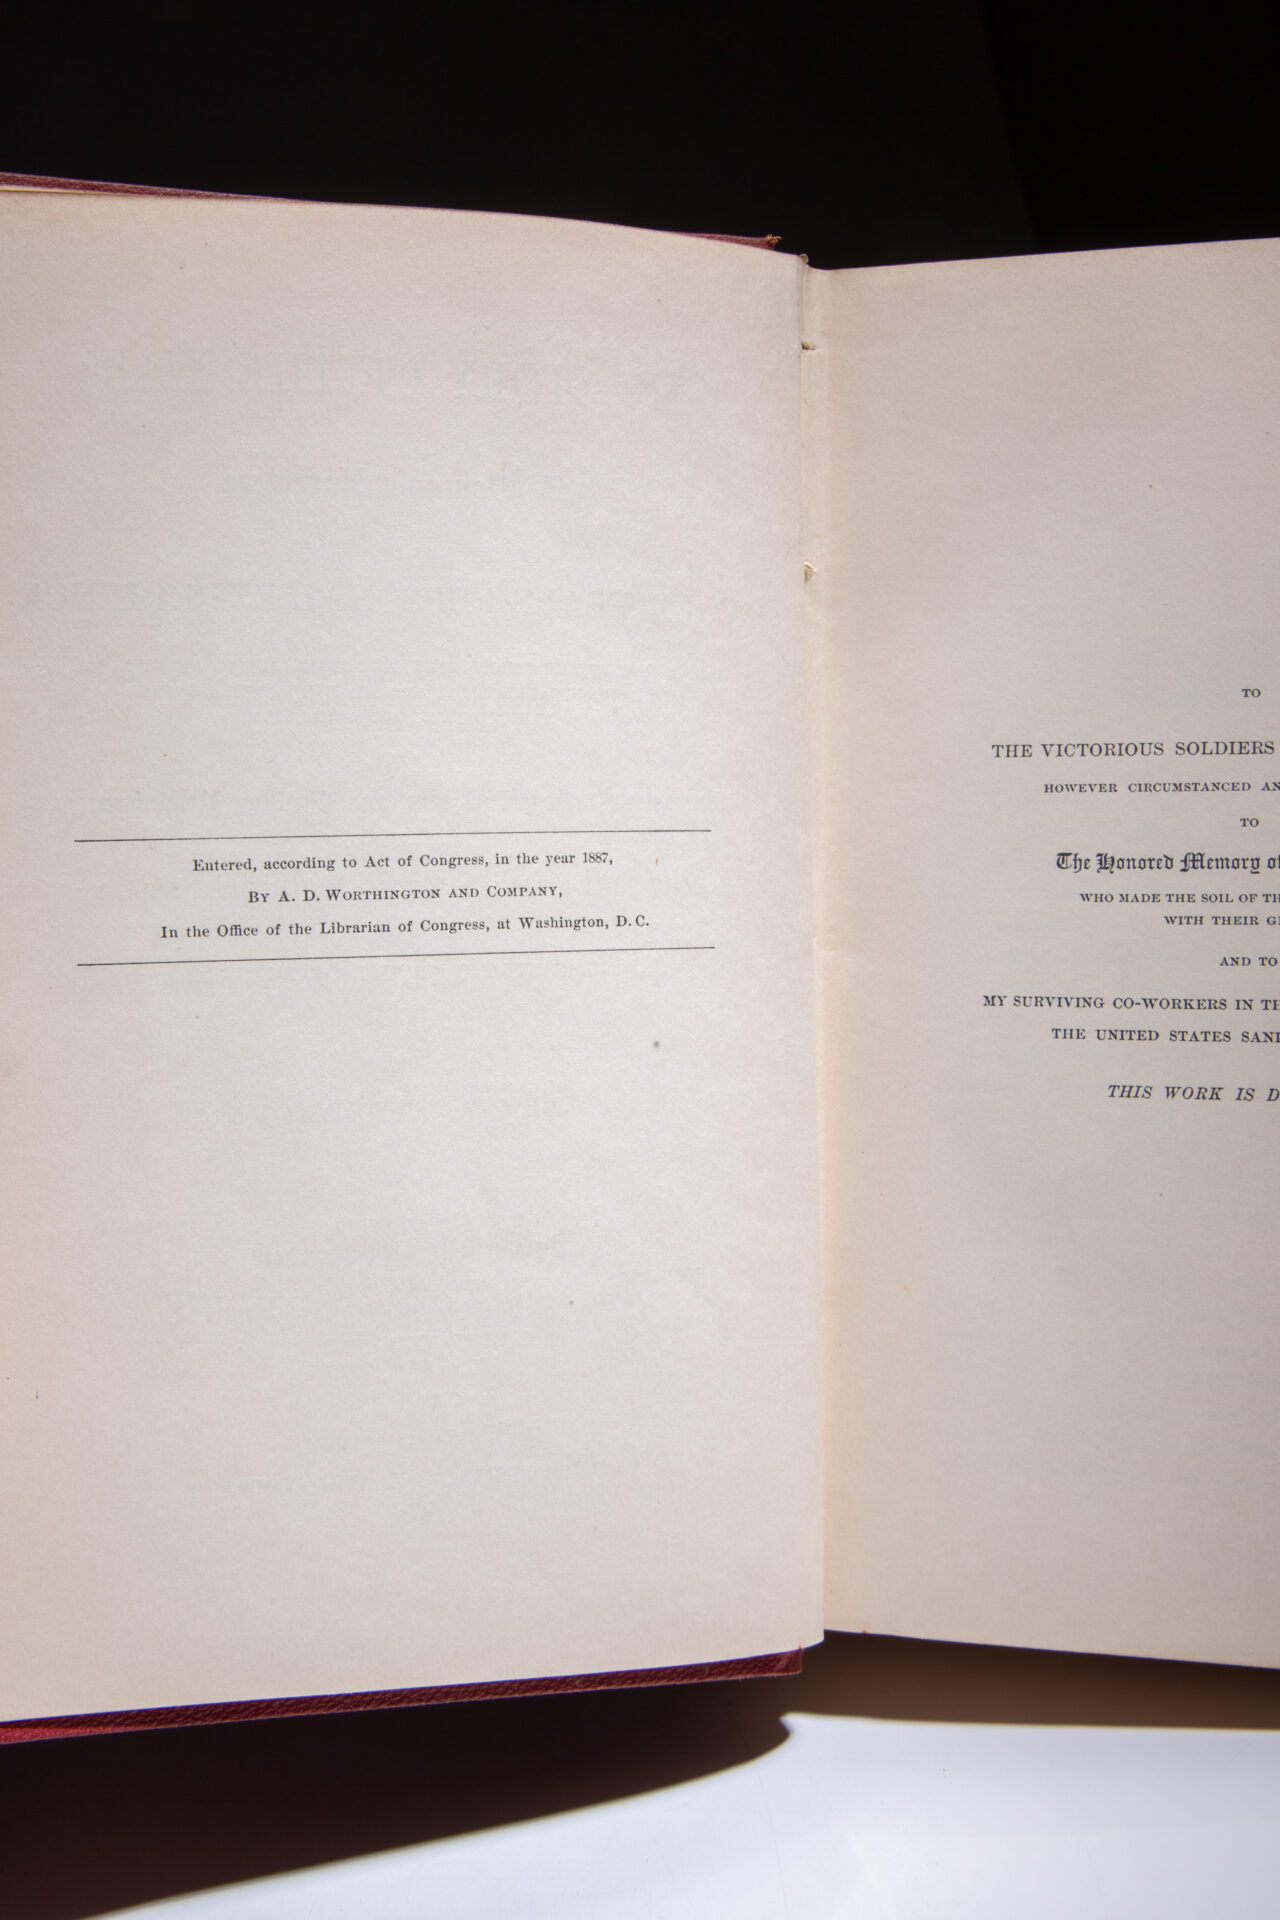 Entered, according to Act of Congress, in the year 1887,
BY A. D. WORTHINGTON AND COMPANY,
In the Office of the Librarian of Congress, at Washington, D. C.
TO
THE VICTORIOUS SOLDIERS
HOWEVER CIRCUMSTANCED
TO
The Honored Memory of
WHO MADE THE SOIL OF
WITH THEIR
AND TO
MY SURVIVING CO-WORKERS IN
THE UNITED STATES
THIS WORK IS